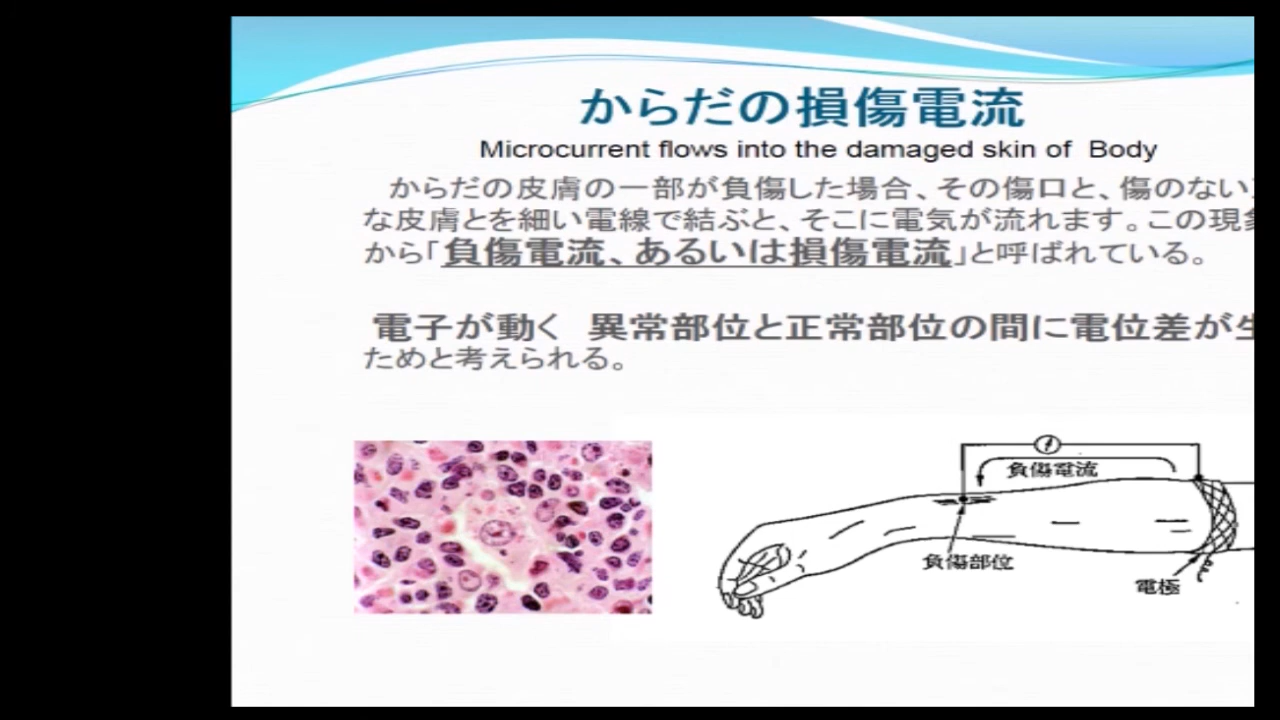 からだの損傷電流
Microcurrent flows into the damaged skin of Body
からだの皮膚の一部が負傷した場合、その傷口と、傷のない
な皮膚とを細い電線で結ぶと、そこに電気が流れます。この現象
から「負傷電流、あるいは損傷電流」と呼ばれている。
電子が動く 異常部位と正常部位の間に電位差が生
ためと考えられる。
負傷電流
負傷部位
電極